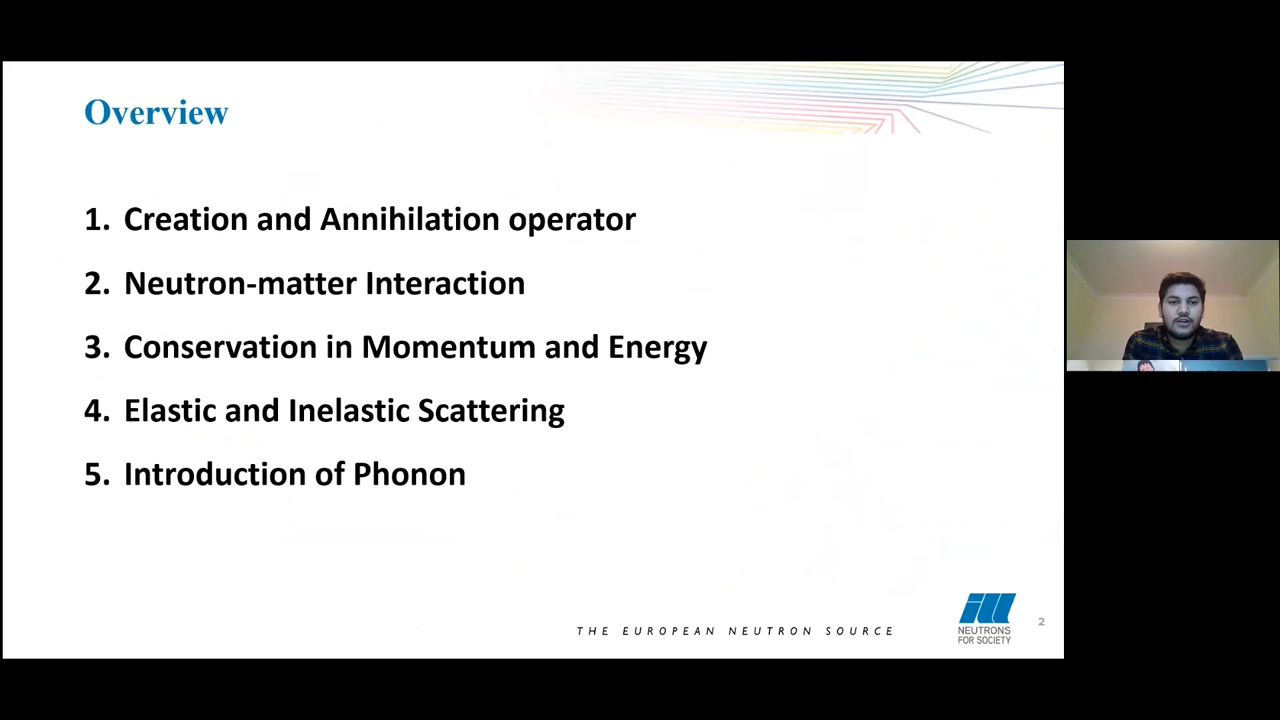 Overview
1. Creation and Annihilation operator
2. Neutron-matter Interaction
3. Conservation in Momentum and Energy
4. Elastic and Inelastic Scattering
5. Introduction of Phonon
THE EUROPEAN NEUTRON SOURCE
ill
NEUTRONS
FOR SOCIETY
2